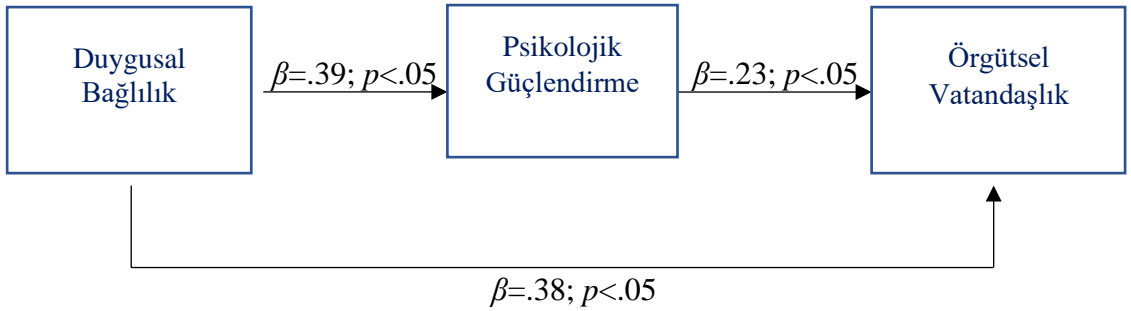 Duygusal
Bağlılık
β=.39; p<.05
Psikolojik
Güçlendirme
β=.23; p<.05
Örgütsel
Vatandaşlık
β=.38; p<.05